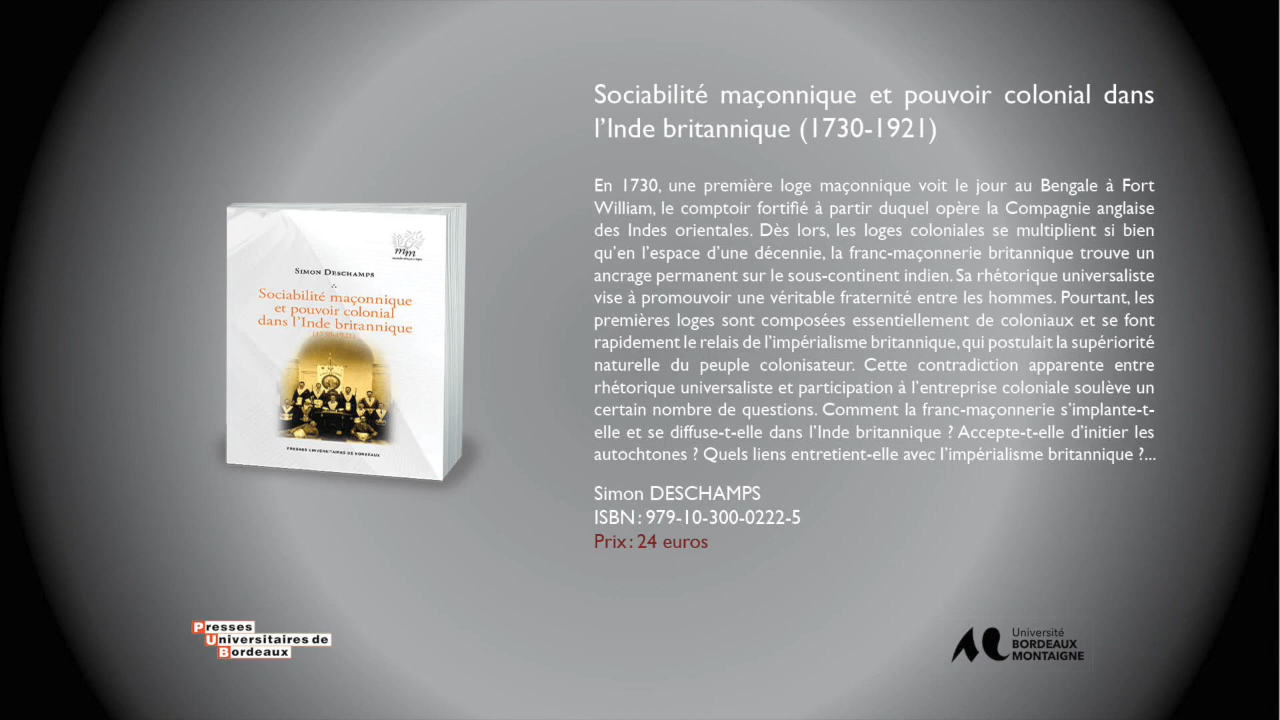 Sociabilité maçonnique et pouvoir colonial dans
l’Inde britannique (1730-1921)
En 1730, une première loge maçonnique voit le jour au Bengale à Fort
William, le comptoir fortifié à partir duquel opère la Compagnie anglaise
des Indes orientales. Dès lors, les loges coloniales se multiplient si bien
qu’en l’espace d’une décennie, la franc-maçonnerie britannique trouve un
ancrage permanent sur le sous-continent indien. Sa rhétorique universaliste
vise à promouvoir une véritable fraternité entre les hommes. Pourtant, les
premières loges sont composées essentiellement de coloniaux et se font
rapidement le relais de l’impérialisme britannique, qui postulait la supériorité
naturelle du peuple colonisateur. Cette contradiction apparente entre
rhétorique universaliste et participation à l’entreprise coloniale soulève un
certain nombre de questions. Comment la franc-maçonnerie s’implante-t-
elle et se diffuse-t-elle dans l’Inde britannique ? Accepte-t-elle d’initier les
autochtones ? Quels liens entretient-elle avec l’impérialisme britannique ?...
Simon DESCHAMPS
ISBN : 979-10-300-0222-5
Prix : 24 euros
mm
SIMON DESCHAMPS
Sociabilité maçonnique
et pouvoir colonial
dans l’Inde britannique
(1730-1921)
PRESSES UNIVERSITAIRES DE BORDEAUX
Presses
Universitaires de
Bordeaux
Université
BORDEAUX
MONTAIGNE